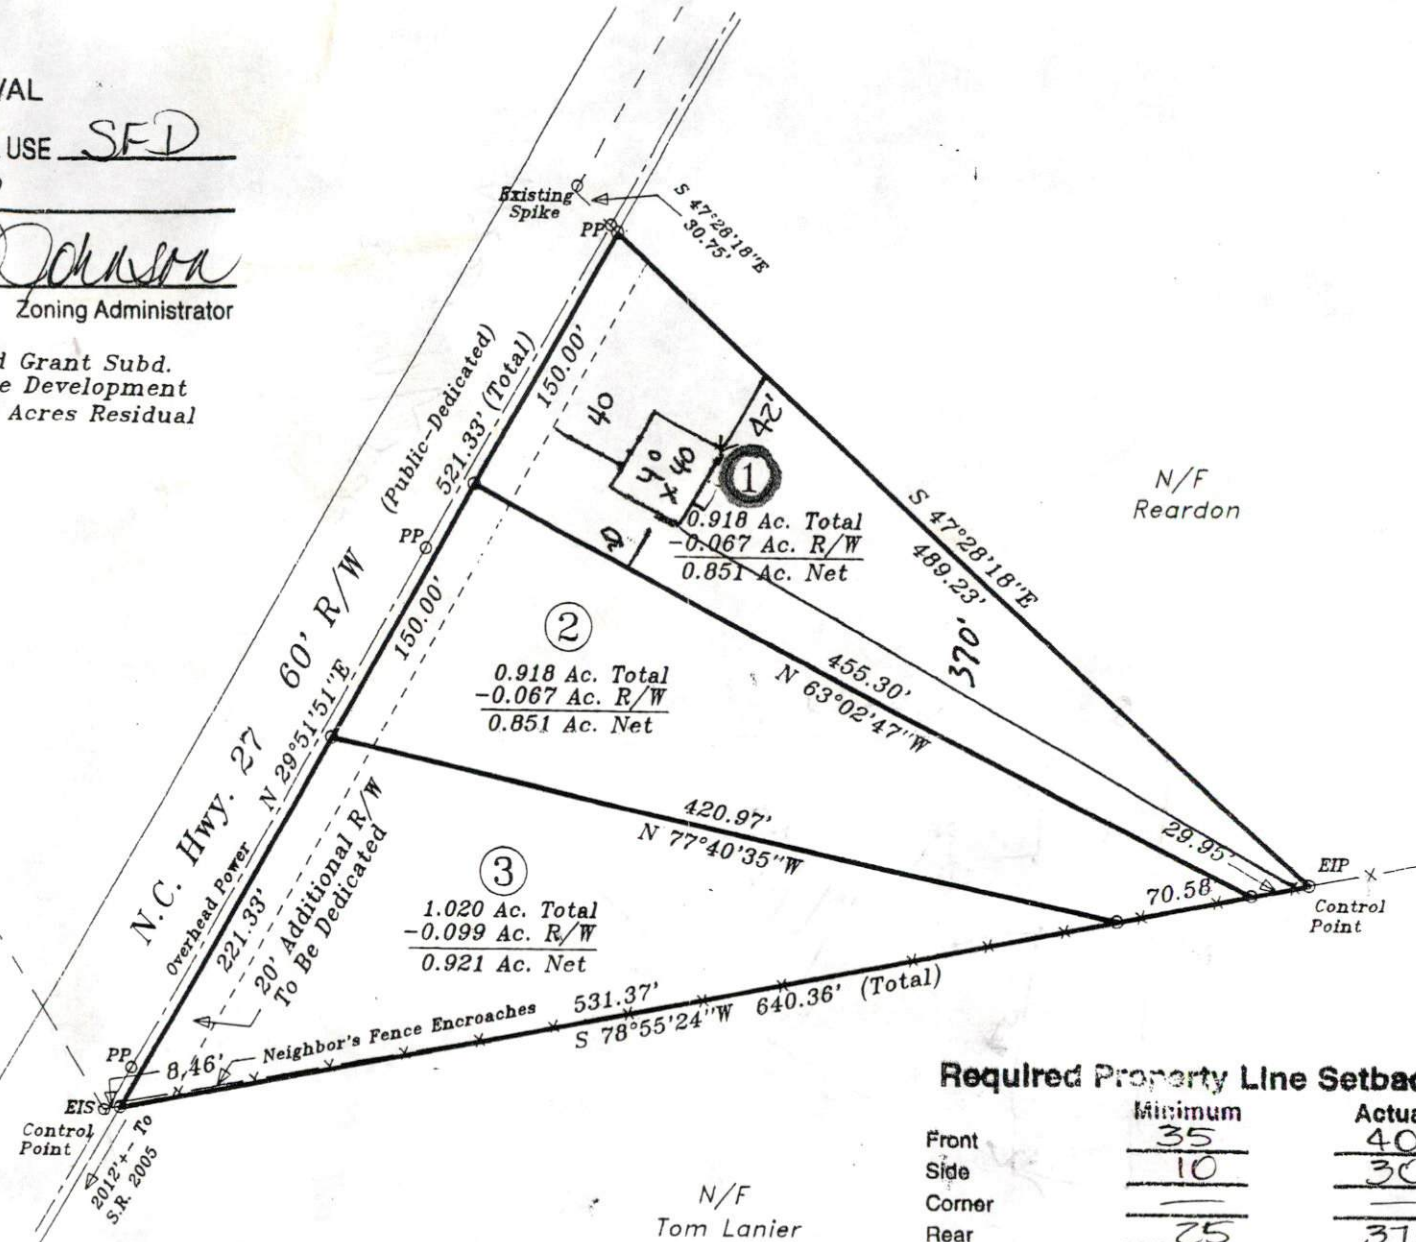 VAL
USE SFD
Johnson
Zoning Administrator
Grant Subd.
Development
Acres Residual
Existing
Spike
PP
S 47°28'18"E
30.75'
(Public-Dedicated)
521.33' (Total)
150.00'
40
42'
40
x 40
1
0.918 Ac. Total
-0.067 Ac. R/W
0.851 Ac. Net
N/F
Reardon
S 47°28'18"E
489.23'
370'
PP
N.C. Hwy. 27 60' R/W
N 29°51'51"E
150.00'
30
2
0.918 Ac. Total
-0.067 Ac. R/W
0.851 Ac. Net
455.30'
N 63°02'47"W
420.97'
N 77°40'35"W
29.95'
70.58'
EIP
Control
Point
Overhead Power
221.33'
20' Additional R/W
To Be Dedicated
3
1.020 Ac. Total
-0.099 Ac. R/W
0.921 Ac. Net
Neighbor's Fence Encroaches
531.37'
S 78°55'24"W 640.36' (Total)
PP
8.46'
EIS
Control
Point
2012'+- To
S.R. 2005
N/F
Tom Lanier
Required Property Line Setbac
Minimum Actua
Front 35 40
Side 10 30
Corner — —
Rear 25 37